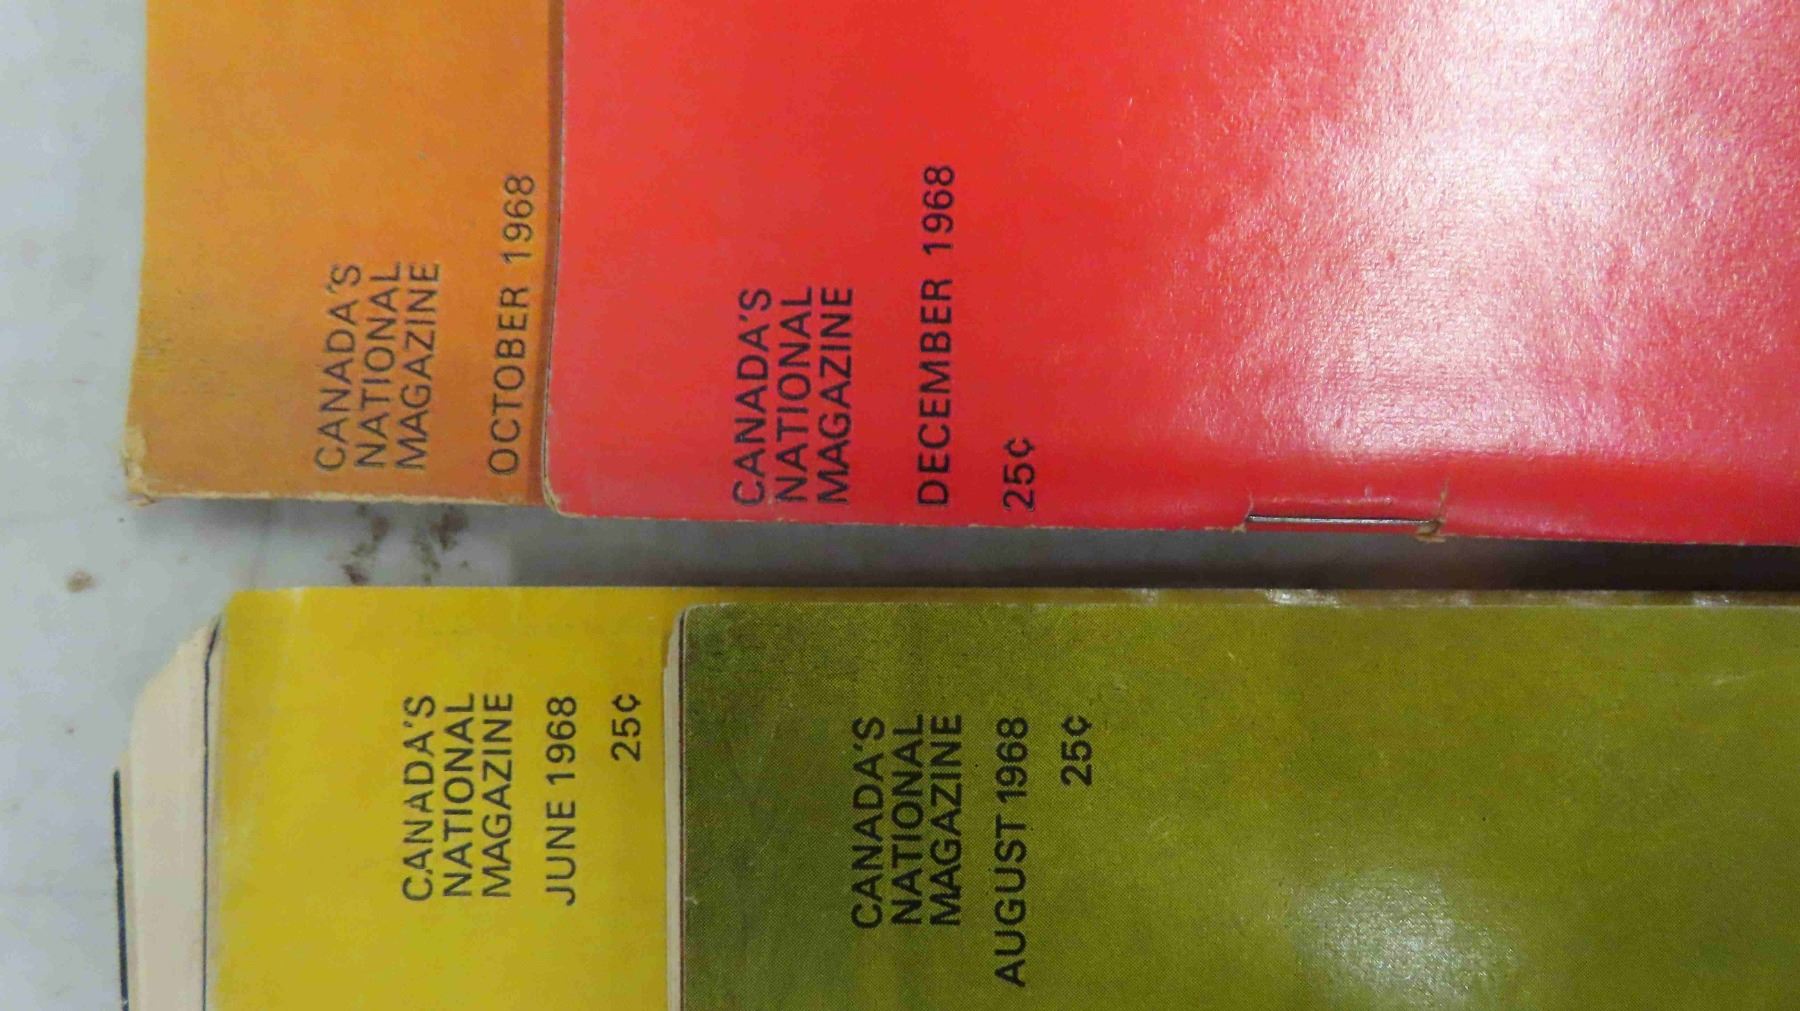 CANADA'S
NATIONAL
MAGAZINE
OCTOBER 1968
CANADA'S
NATIONAL
MAGAZINE
DECEMBER 1968
25¢
CANADA'S
NATIONAL
MAGAZINE
JUNE 1968
25¢
CANADA'S
NATIONAL
MAGAZINE
AUGUST 1968
25¢